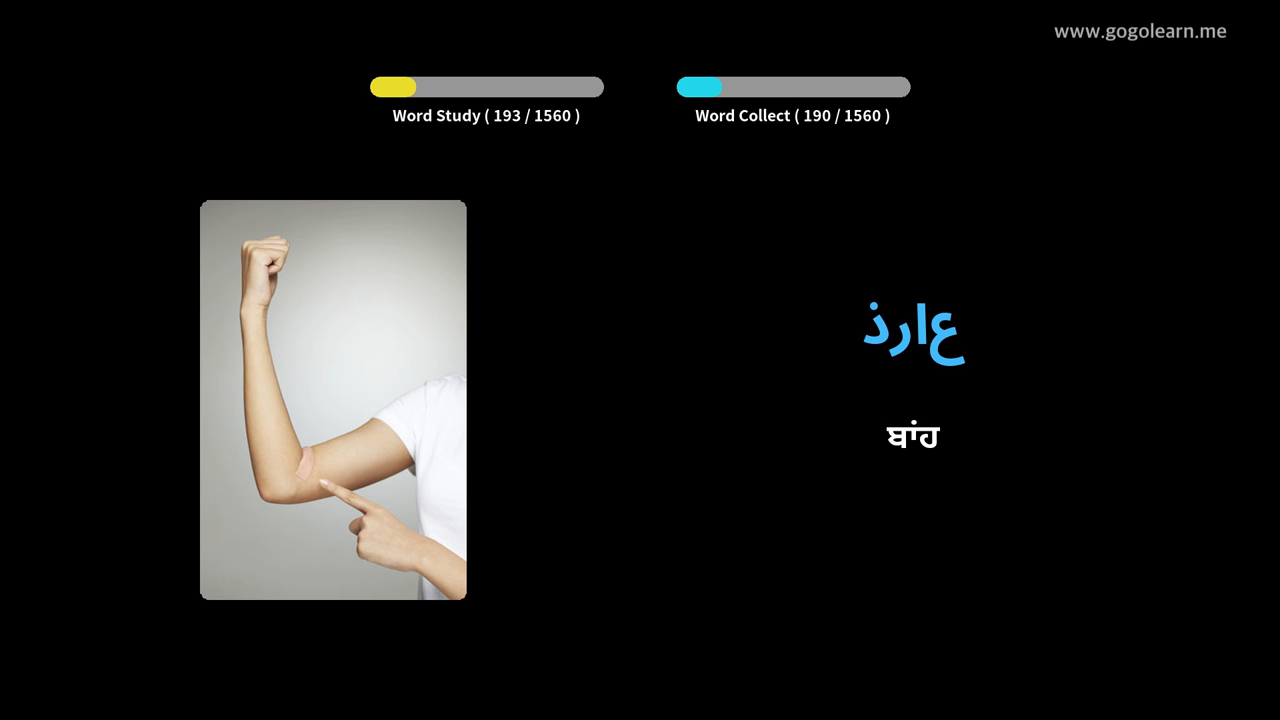 www.gogolearn.me
Word Study ( 193 / 1560 )
Word Collect ( 190 / 1560 )
ذراع
ਬਾਂਹ